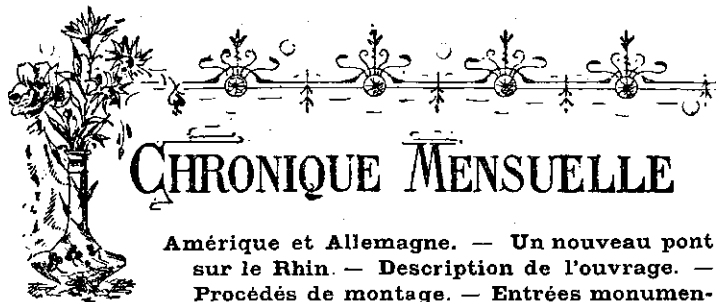 CHRONIQUE MENSUELLE
Amérique et Allemagne. — Un nouveau pont
sur le Rhin. — Description de l'ouvrage. —
Procédés de montage. — Entrées monumen-